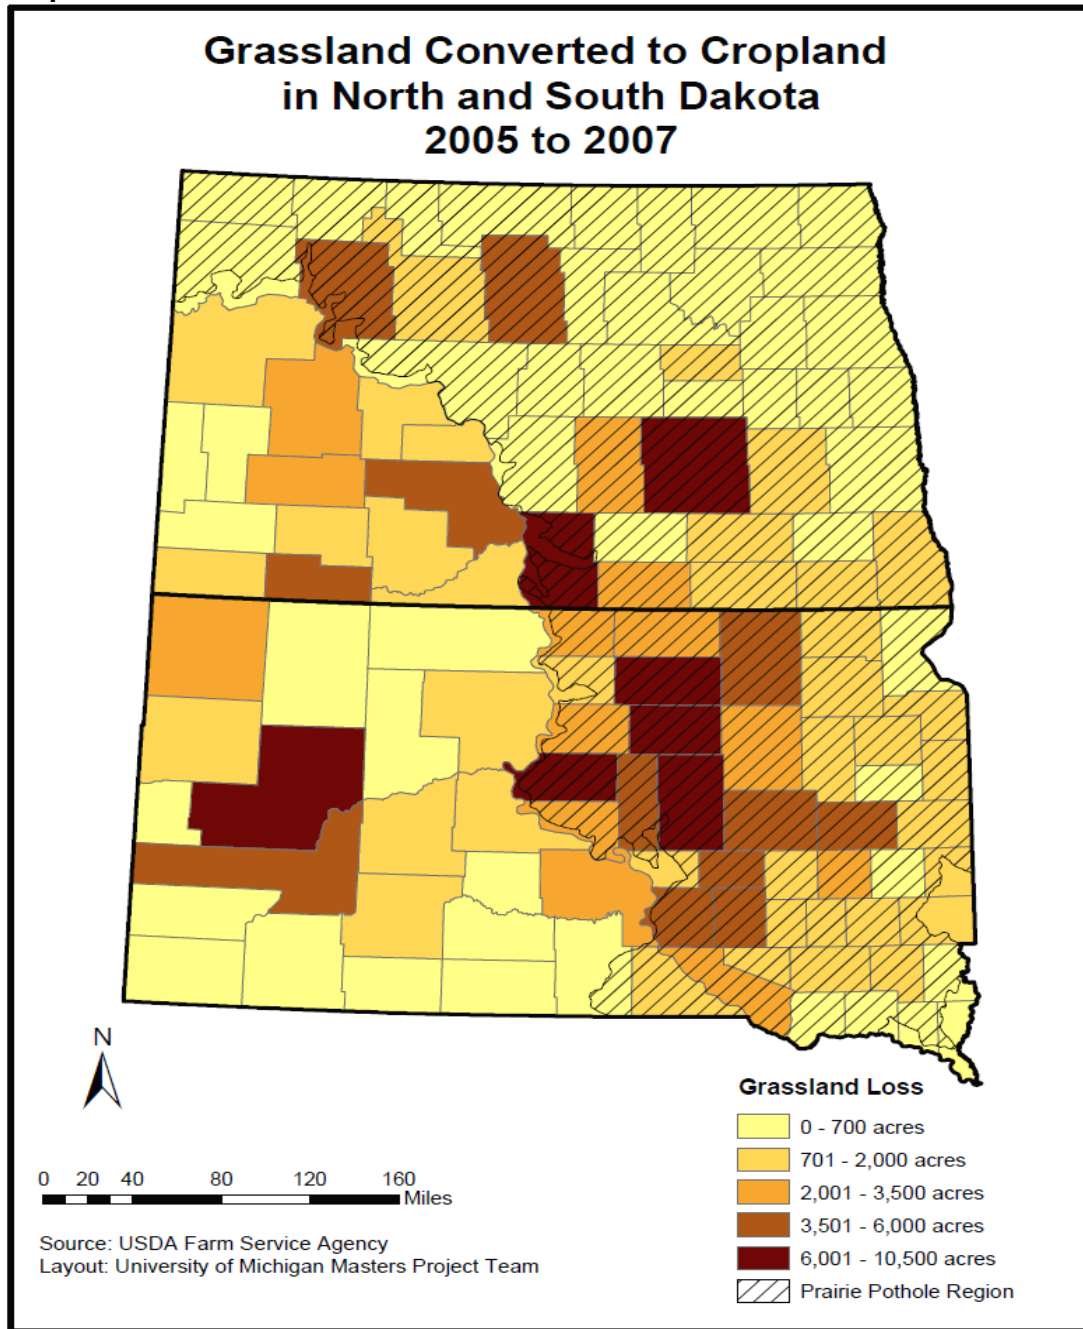 Grassland Converted to Cropland
in North and South Dakota
2005 to 2007
N
0 20 40 80 120 160
Miles
Source: USDA Farm Service Agency
Layout: University of Michigan Masters Project Team
Grassland Loss
0 - 700 acres
701 - 2,000 acres
2,001 - 3,500 acres
3,501 - 6,000 acres
6,001 - 10,500 acres
Prairie Pothole Region